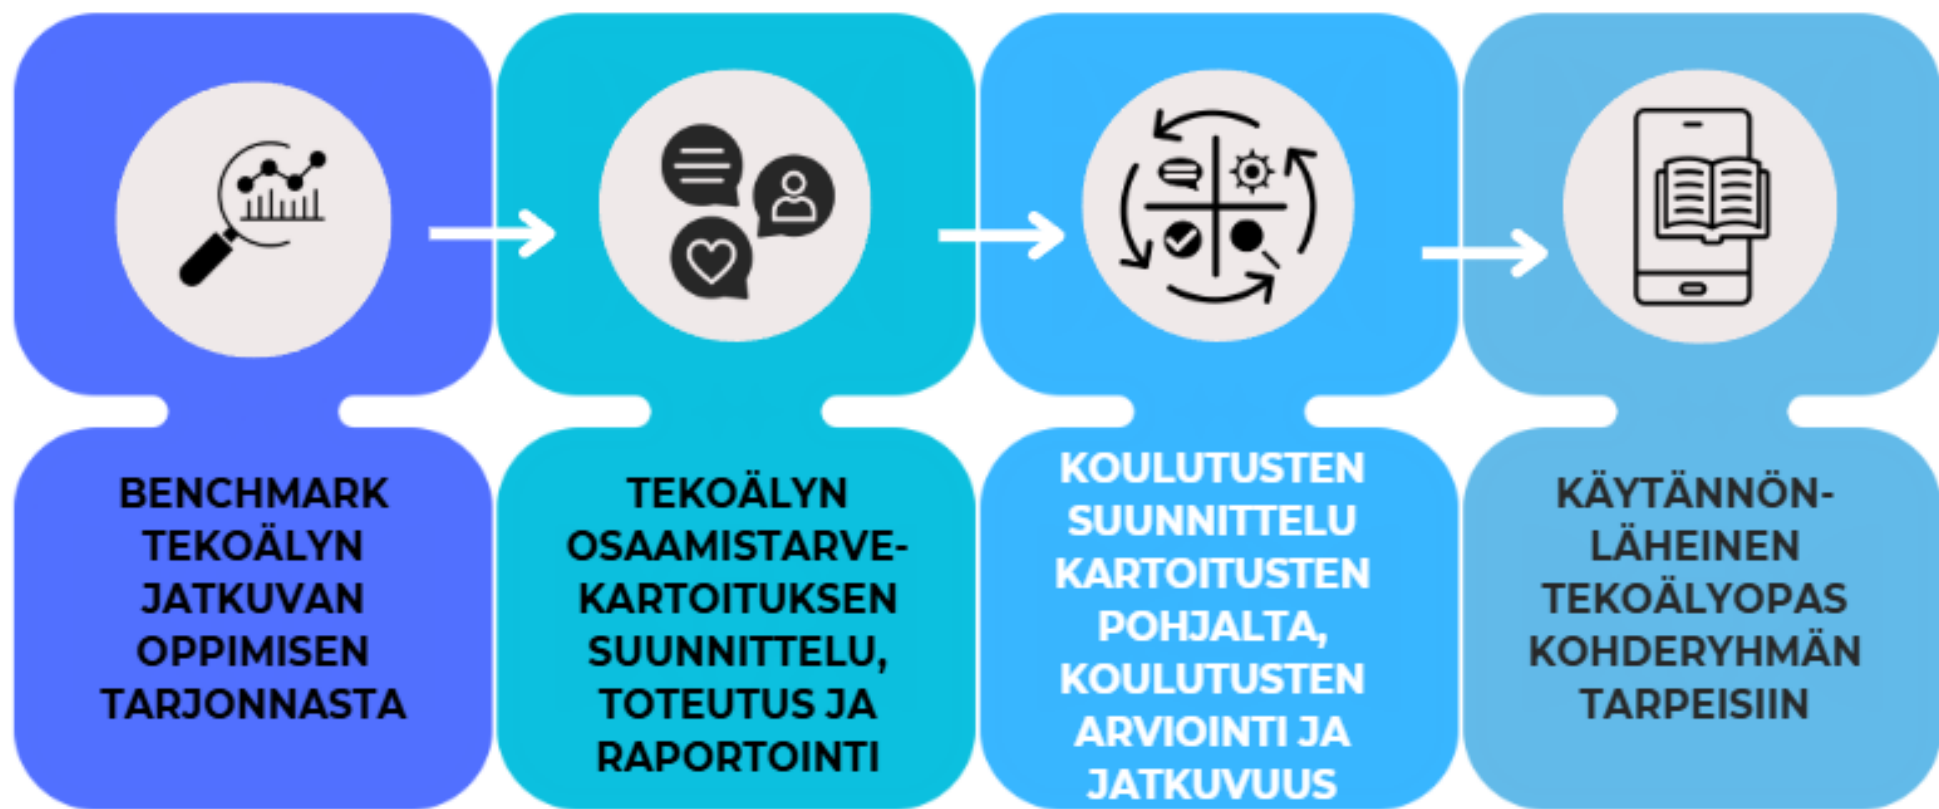 BENCHMARK
TEKOÄLYN
JATKUVAN
OPPIMISEN
TARJONNASTA
TEKOÄLYN
OSAAMISTARVE-
KARTOITUKSEN
SUUNNITTELU,
TOTEUTUS JA
RAPORTOINTI
KOULUTUSTEN
SUUNNITTELU
KARTOITUSTEN
POHJALTA,
KOULUTUSTEN
ARVIOINTI JA
JATKUVUUS
KÄYTÄNNÖN-
LÄHEINEN
TEKOÄLYOPAS
KOHDERYHMÄN
TARPEISIIN